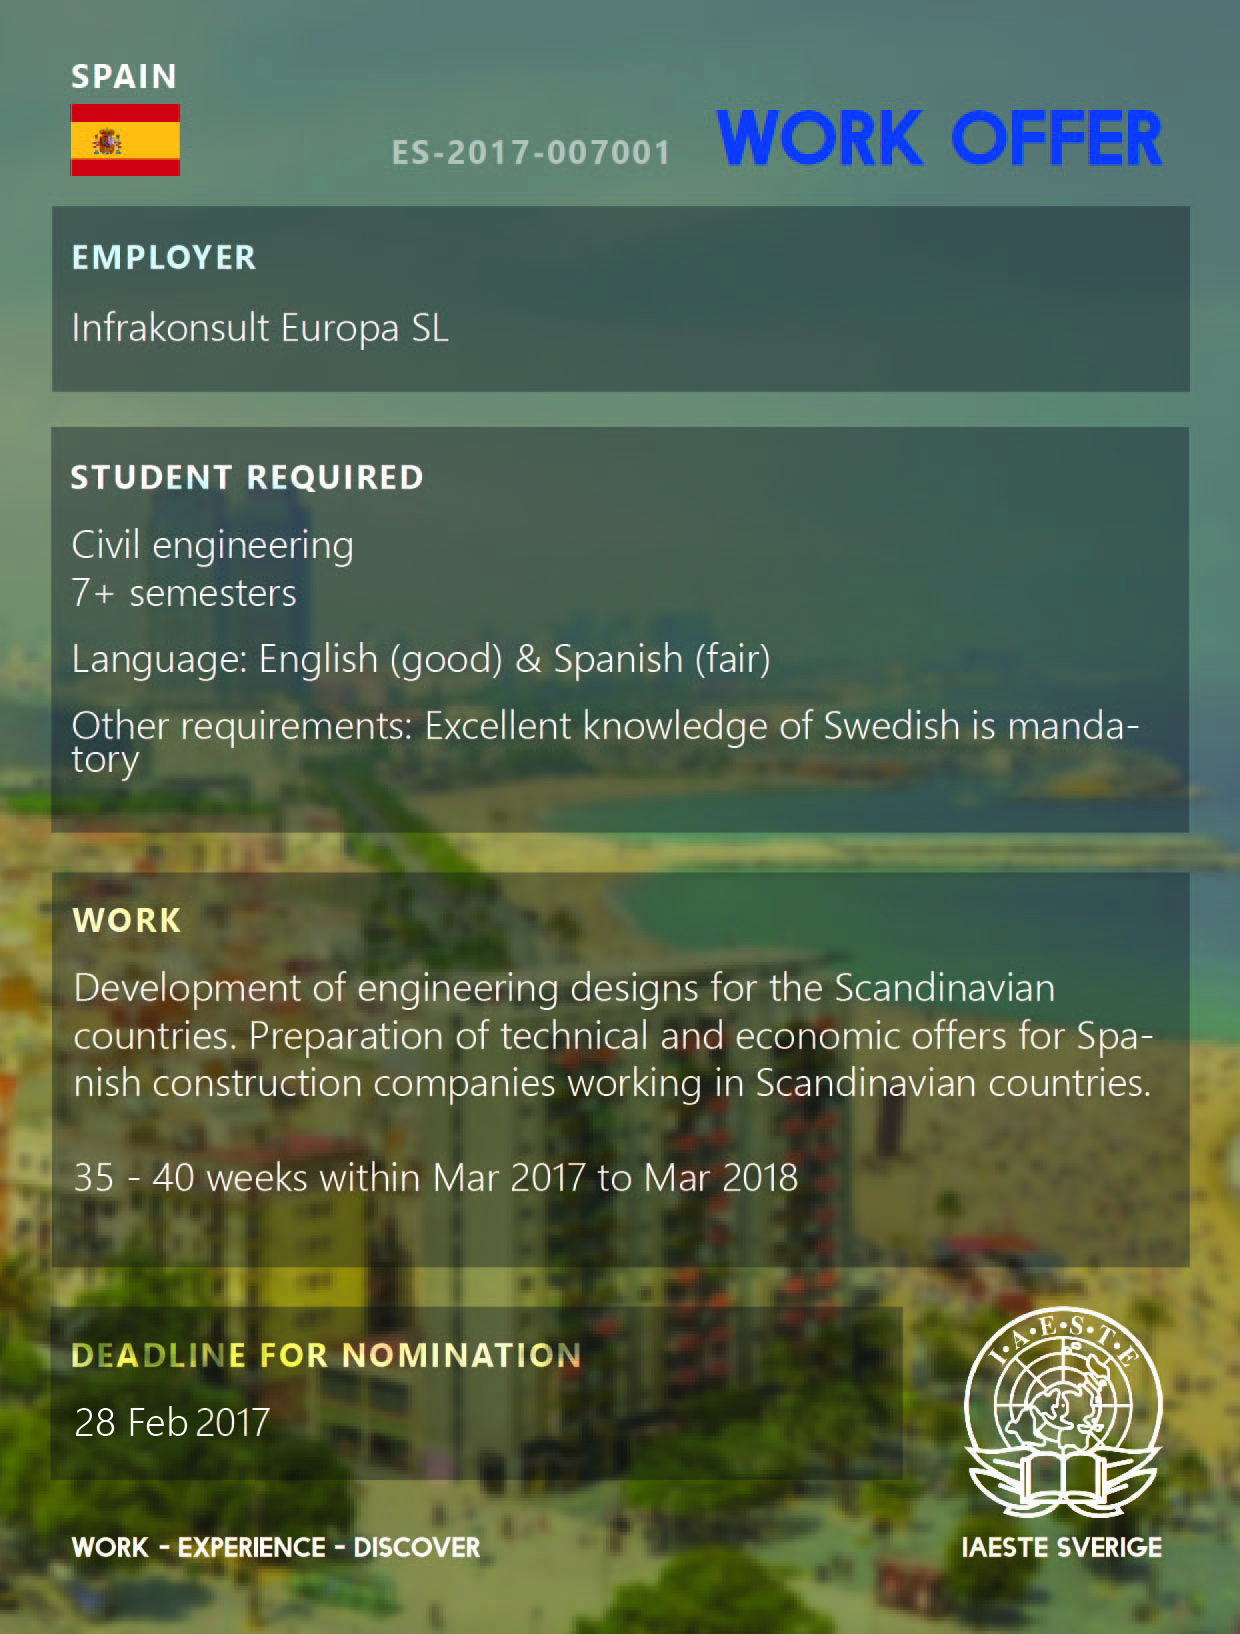 SPAIN
ES-2017-007001
WORK OFFER
EMPLOYER
Infrakonsult Europa SL
STUDENT REQUIRED
Civil engineering
7+ semesters
Language: English (good) & Spanish (fair)
Other requirements: Excellent knowledge of Swedish is manda-
tory
WORK
Development of engineering designs for the Scandinavian
countries. Preparation of technical and economic offers for Spa-
nish construction companies working in Scandinavian countries.
35 - 40 weeks within Mar 2017 to Mar 2018
DEADLINE FOR NOMINATION
28 Feb 2017
I·A·E·S·T·E
WORK - EXPERIENCE - DISCOVER
IAESTE SVERIGE